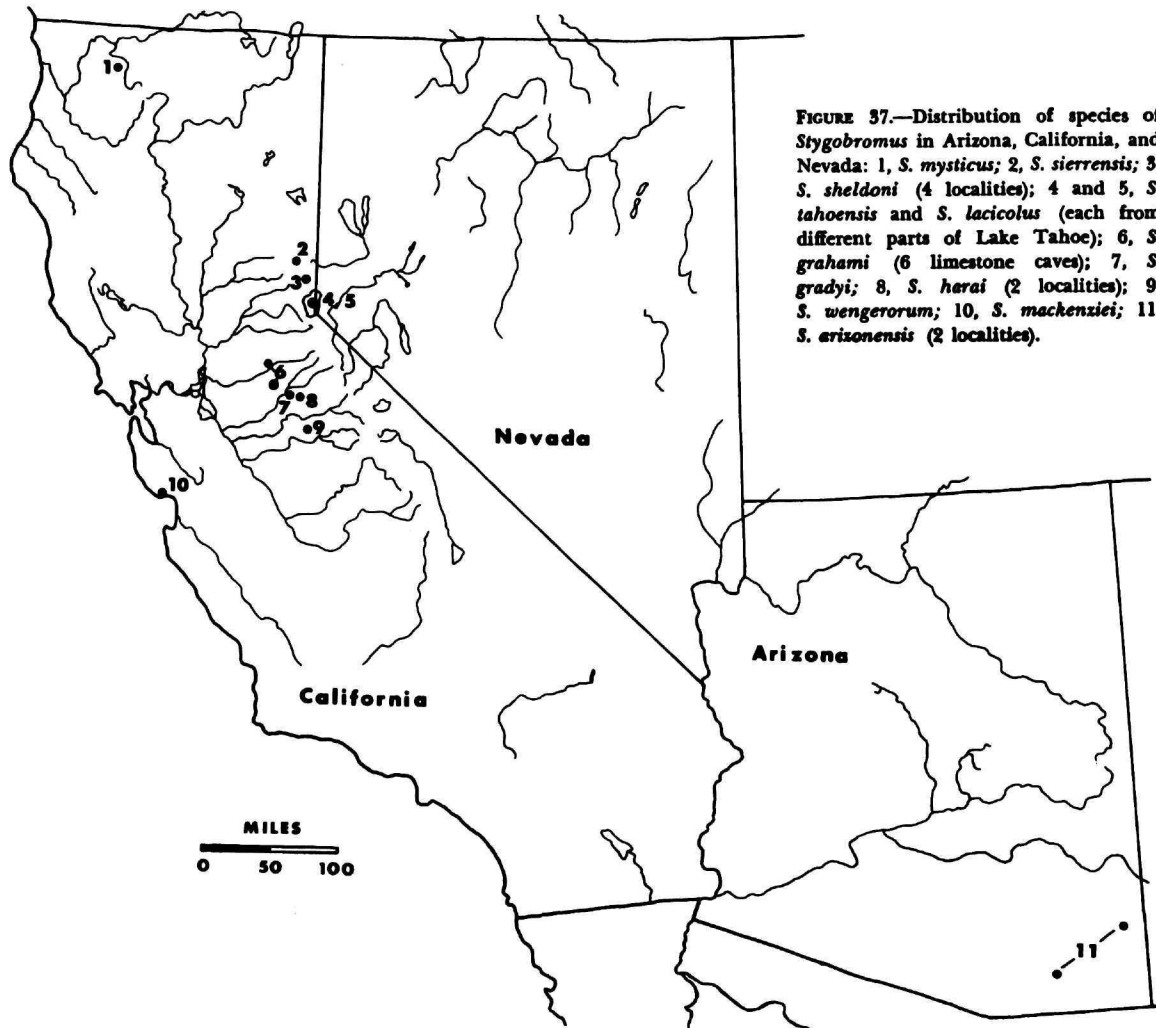 FIGURE 37.—Distribution of species of
Stygobromus in Arizona, California, and
Nevada: 1, S. mysticus; 2, S. sierrensis; 3
S. sheldoni (4 localities); 4 and 5, S
tahoensis and S. lacicolus (each from
different parts of Lake Tahoe); 6, S
grahami (6 limestone caves); 7, S
gradyi; 8, S. harai (2 localities); 9
S. wengerorum; 10, S. mackenziei; 11
S. arizonensis (2 localities).
1
2
3
4, 5
6
7
8
9
Nevada
10
Arizona
California
MILES
0 50 100
11